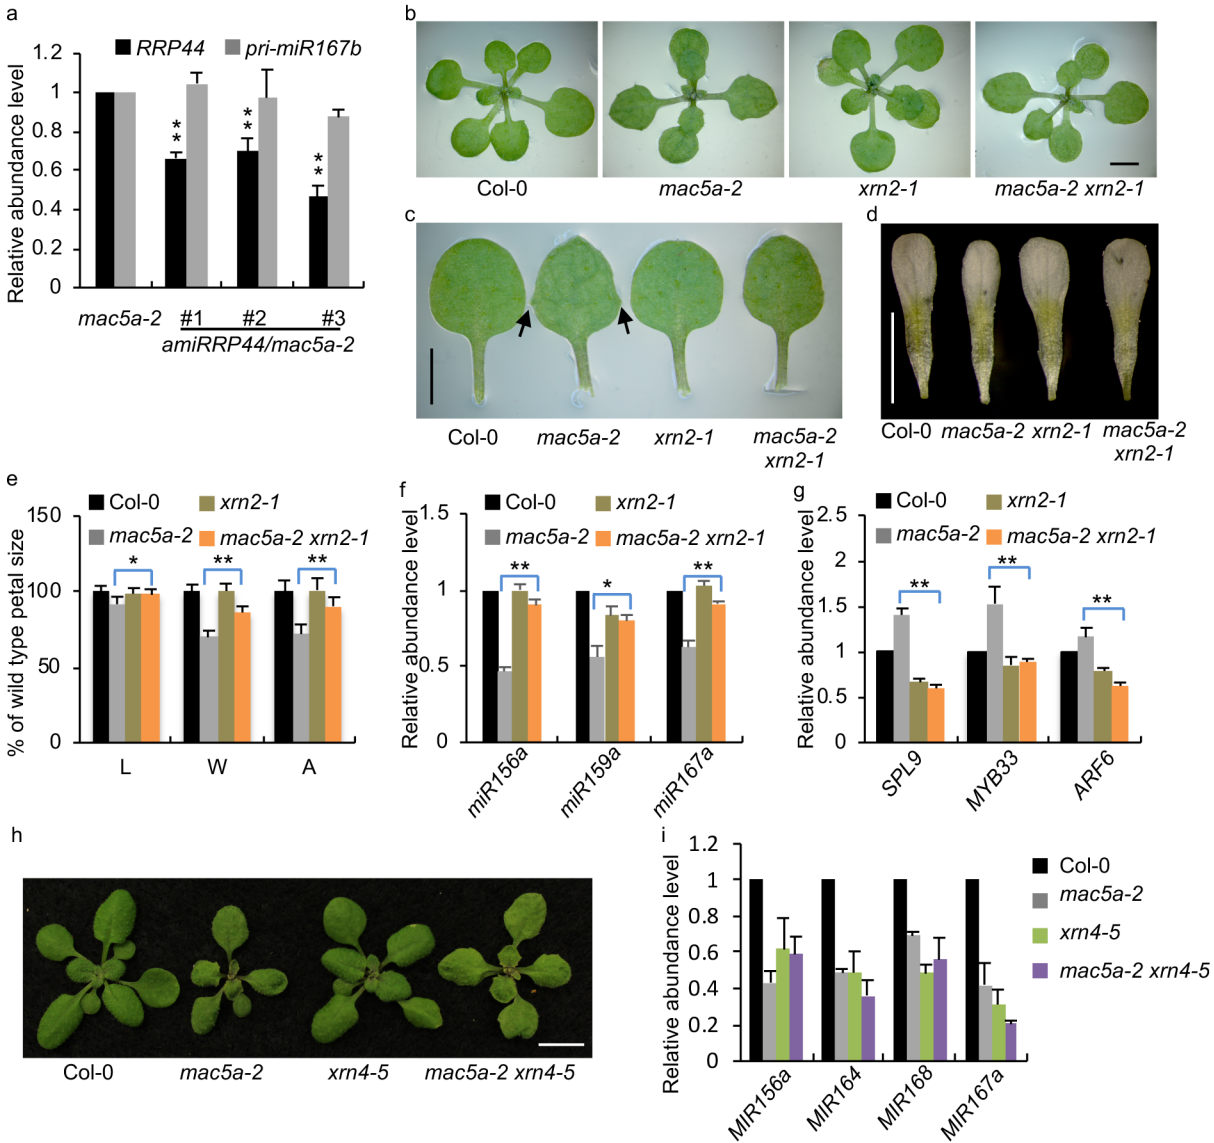 a
RRP44 pri-miR167b
Relative abundance level
1.2
1
0.8
0.6
0.4
0.2
0
** ** **
mac5a-2 #1 #2 #3
amiRRP44/mac5a-2
b
Col-0 mac5a-2 xrn2-1 mac5a-2 xrn2-1
c
Col-0 mac5a-2 xrn2-1 mac5a-2
xrn2-1
d
Col-0 mac5a-2 xrn2-1 mac5a-2
xrn2-1
e
Col-0 xrn2-1
mac5a-2 mac5a-2 xrn2-1
% of wild type petal size
150
100
50
0
* ** **
L W A
f
Col-0 xrn2-1
mac5a-2 mac5a-2 xrn2-1
Relative abundance level
1.5
1
0.5
0
** * **
miR156a miR159a miR167a
g
Col-0 xrn2-1
mac5a-2 mac5a-2 xrn2-1
Relative abundance level
2.5
2
1.5
1
0.5
0
** ** **
SPL9 MYB33 ARF6
h
Col-0 mac5a-2 xrn4-5 mac5a-2 xrn4-5
i
Relative abundance level
1.2
1
0.8
0.6
0.4
0.2
0
MIR156a MIR164 MIR168 MIR167a
Col-0
mac5a-2
xrn4-5
mac5a-2 xrn4-5